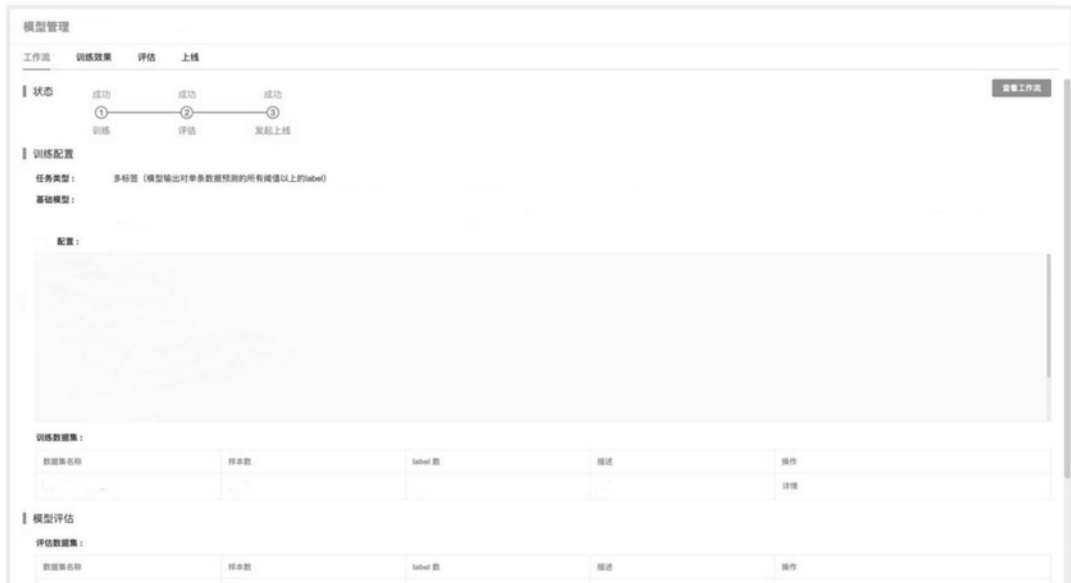 模型管理
工作流 训练效果 评估 上线
状态 查看工作流
成功 成功 成功
1 2 3
训练 评估 发起上线
训练配置
任务类型： 多标签（模型输出对单条数据预测的所有阈值以上的label）
基础模型：
配置：
训练数据集：
数据集名称 样本数 label 数 描述 操作
详情
模型评估
评估数据集：
数据集名称 样本数 label 数 描述 操作